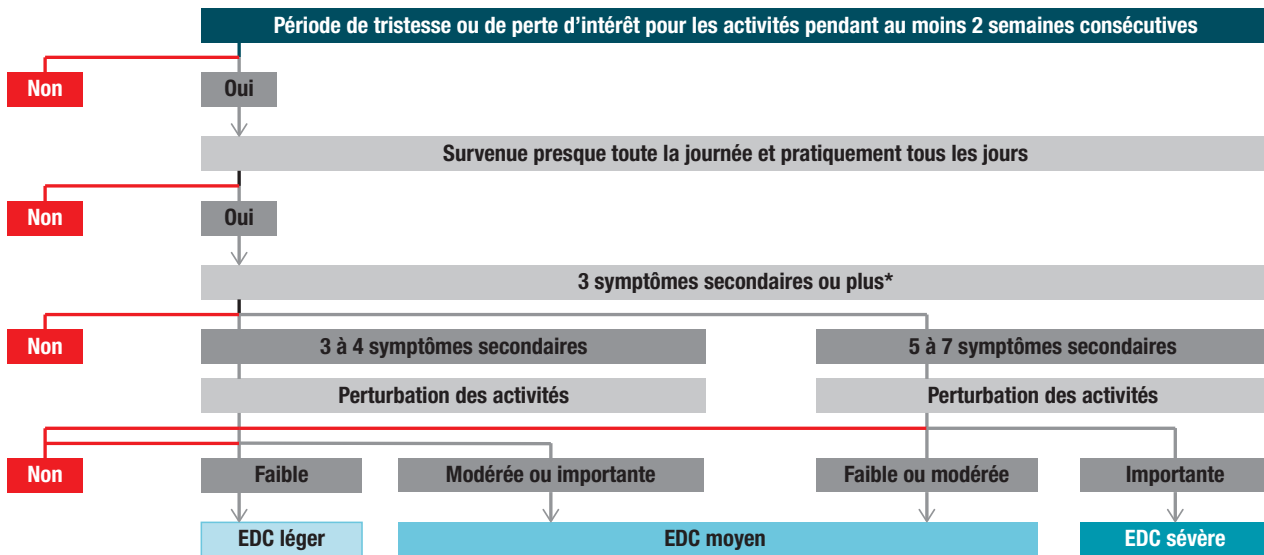 Période de tristesse ou de perte d’intérêt pour les activités pendant au moins 2 semaines consécutives
Non
Oui
Survenue presque toute la journée et pratiquement tous les jours
Non
Oui
3 symptômes secondaires ou plus*
Non
3 à 4 symptômes secondaires
5 à 7 symptômes secondaires
Perturbation des activités
Perturbation des activités
Non
Faible
Modérée ou importante
Faible ou modérée
Importante
EDC léger
EDC moyen
EDC sévère